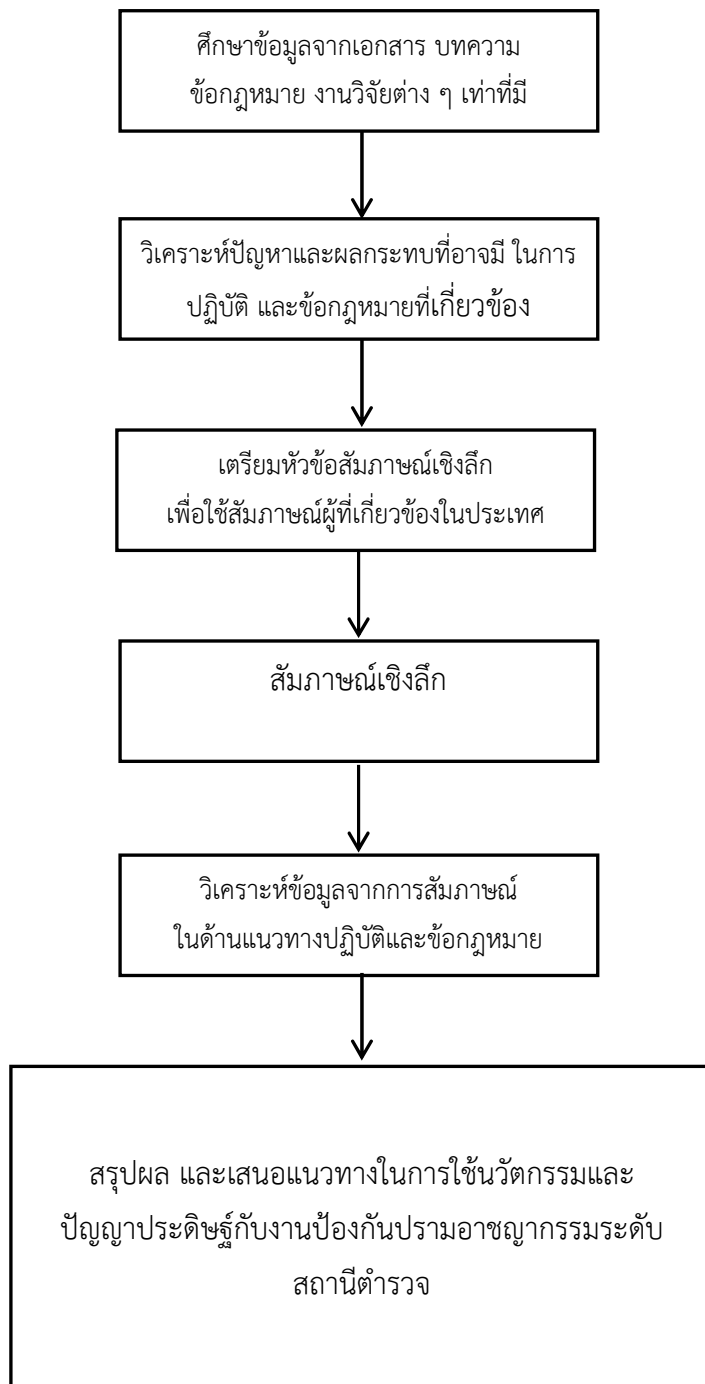 ศึกษาข้อมูลจากเอกสาร บทความ
ข้อกฎหมาย งานวิจัยต่าง ๆ เท่าที่มี
วิเคราะห์ปัญหาและผลกระทบที่อาจมี ในการ
ปฏิบัติ และข้อกฎหมายที่เกี่ยวข้อง
เตรียมหัวข้อสัมภาษณ์เชิงลึก
เพื่อใช้สัมภาษณ์ผู้ที่เกี่ยวข้องในประเทศ
สัมภาษณ์เชิงลึก
วิเคราะห์ข้อมูลจากการสัมภาษณ์
ในด้านแนวทางปฏิบัติและข้อกฎหมาย
สรุปผล และเสนอแนวทางในการใช้นวัตกรรมและ
ปัญญาประดิษฐ์กับงานป้องกันปรามอาชญากรรมระดับ
สถานีตำรวจ